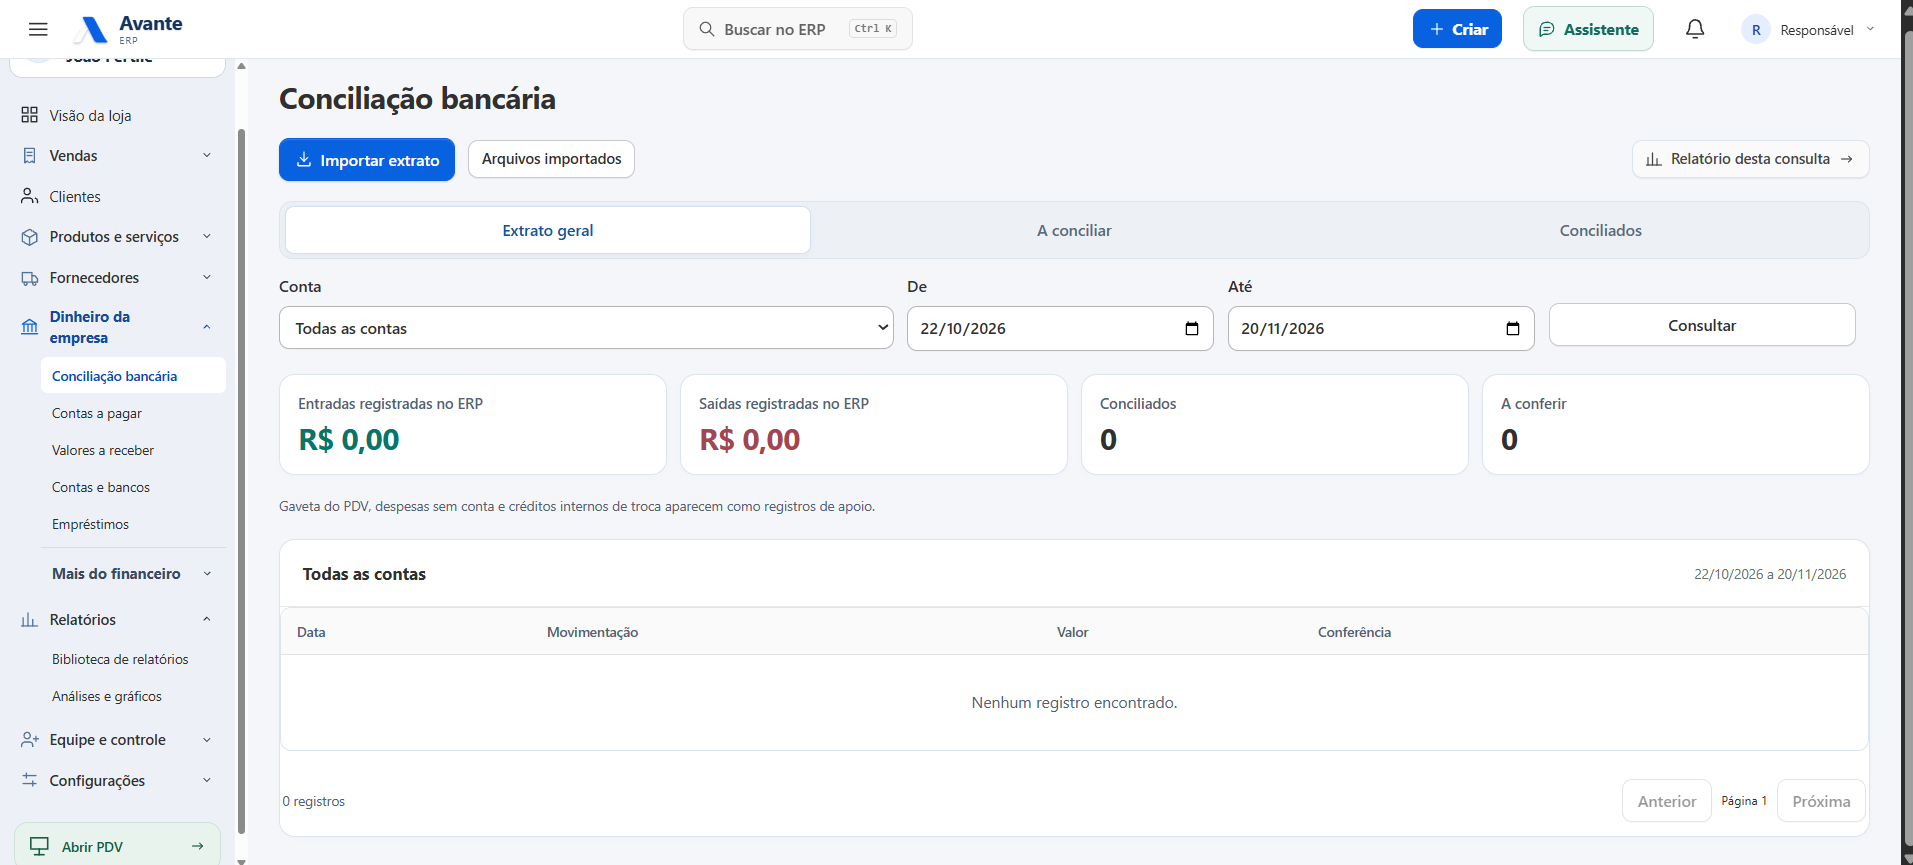 Avante
ERP
Buscar no ERP
Ctrl K
+ Criar
Assistente
R
Responsável
João Fertile
Visão da loja
Vendas
Clientes
Produtos e serviços
Fornecedores
Dinheiro da
empresa
Conciliação bancária
Contas a pagar
Valores a receber
Contas e bancos
Empréstimos
Mais do financeiro
Relatórios
Biblioteca de relatórios
Análises e gráficos
Equipe e controle
Configurações
Abrir PDV →
Conciliação bancária
Importar extrato
Arquivos importados
Relatório desta consulta →
Extrato geral
A conciliar
Conciliados
Conta
De
Até
Todas as contas
22/10/2026
20/11/2026
Consultar
Entradas registradas no ERP
R$ 0,00
Saídas registradas no ERP
R$ 0,00
Conciliados
0
A conferir
0
Gaveta do PDV, despesas sem conta e créditos internos de troca aparecem como registros de apoio.
Todas as contas
22/10/2026 a 20/11/2026
Data
Movimentação
Valor
Conferência
Nenhum registro encontrado.
0 registros
Anterior
Página 1
Próxima